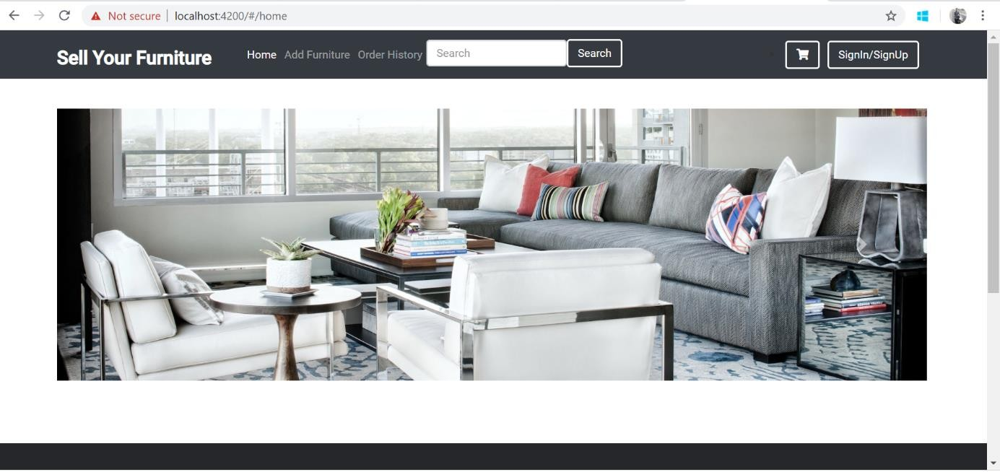 Not secure | localhost:4200/#/home
Sell Your Furniture Home Add Furniture Order History Search Search SignIn/SignUp